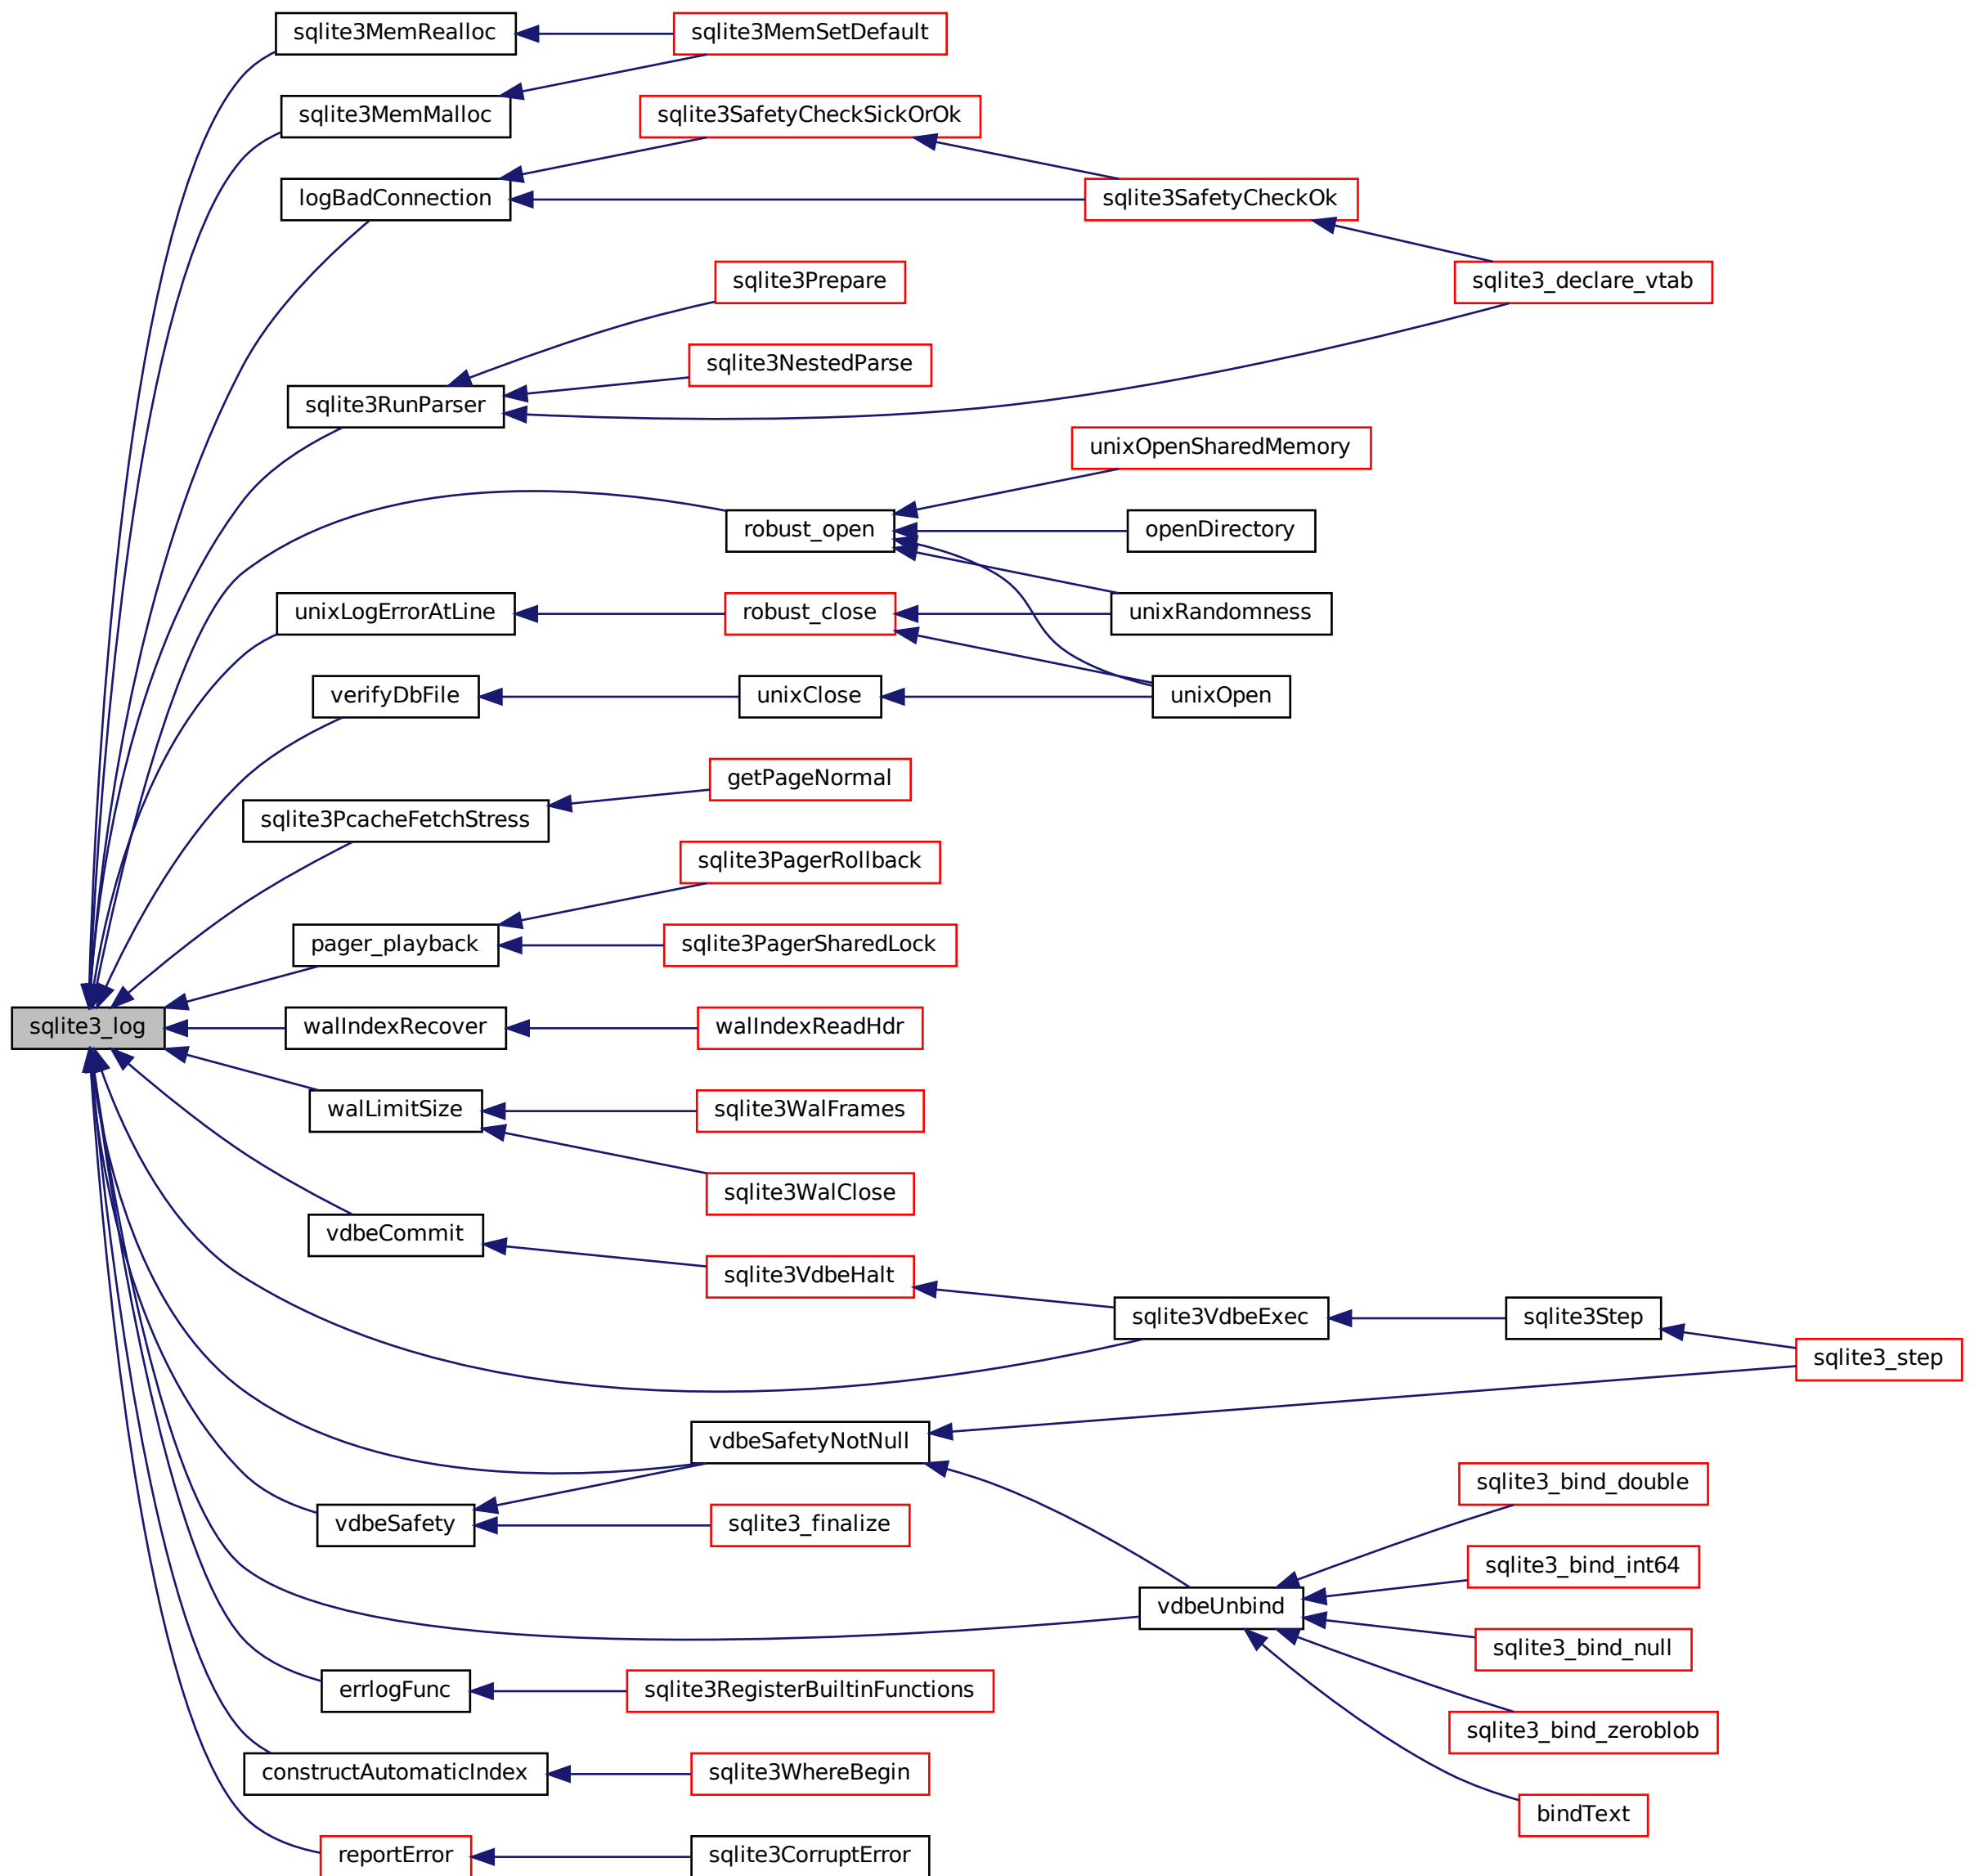 sqlite3MemRealloc
sqlite3MemSetDefault
sqlite3MemMalloc
sqlite3SafetyCheckSickOrOk
logBadConnection
sqlite3SafetyCheckOk
sqlite3Prepare
sqlite3_declare_vtab
sqlite3NestedParse
sqlite3RunParser
unixOpenSharedMemory
robust_open
openDirectory
unixLogErrorAtLine
robust_close
unixRandomness
verifyDbFile
unixClose
unixOpen
getPageNormal
sqlite3PcacheFetchStress
sqlite3PagerRollback
pager_playback
sqlite3PagerSharedLock
sqlite3_log
walIndexRecover
walIndexReadHdr
walLimitSize
sqlite3WalFrames
sqlite3WalClose
vdbeCommit
sqlite3VdbeHalt
sqlite3VdbeExec
sqlite3Step
sqlite3_step
vdbeSafetyNotNull
sqlite3_bind_double
vdbeSafety
sqlite3_finalize
sqlite3_bind_int64
vdbeUnbind
sqlite3_bind_null
errlogFunc
sqlite3RegisterBuiltinFunctions
sqlite3_bind_zeroblob
constructAutomaticIndex
sqlite3WhereBegin
bindText
reportError
sqlite3CorruptError